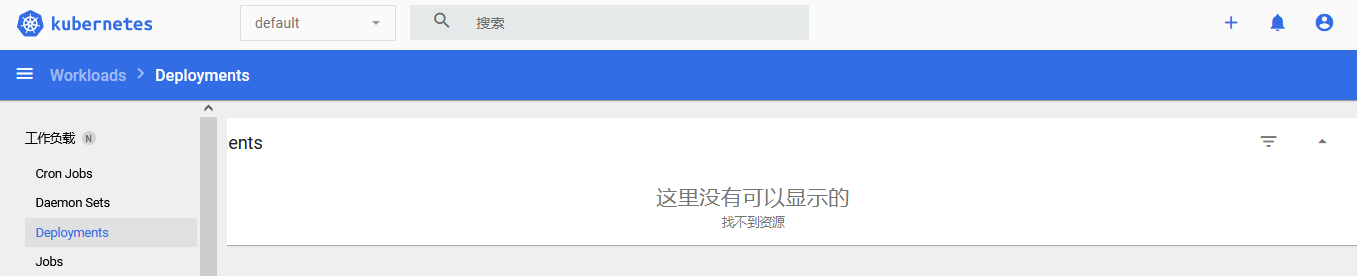 kubernetes
default
搜索
Workloads
Deployments
工作负载 N
Cron Jobs
Daemon Sets
Deployments
Jobs
ents
这里没有可以显示的
找不到资源